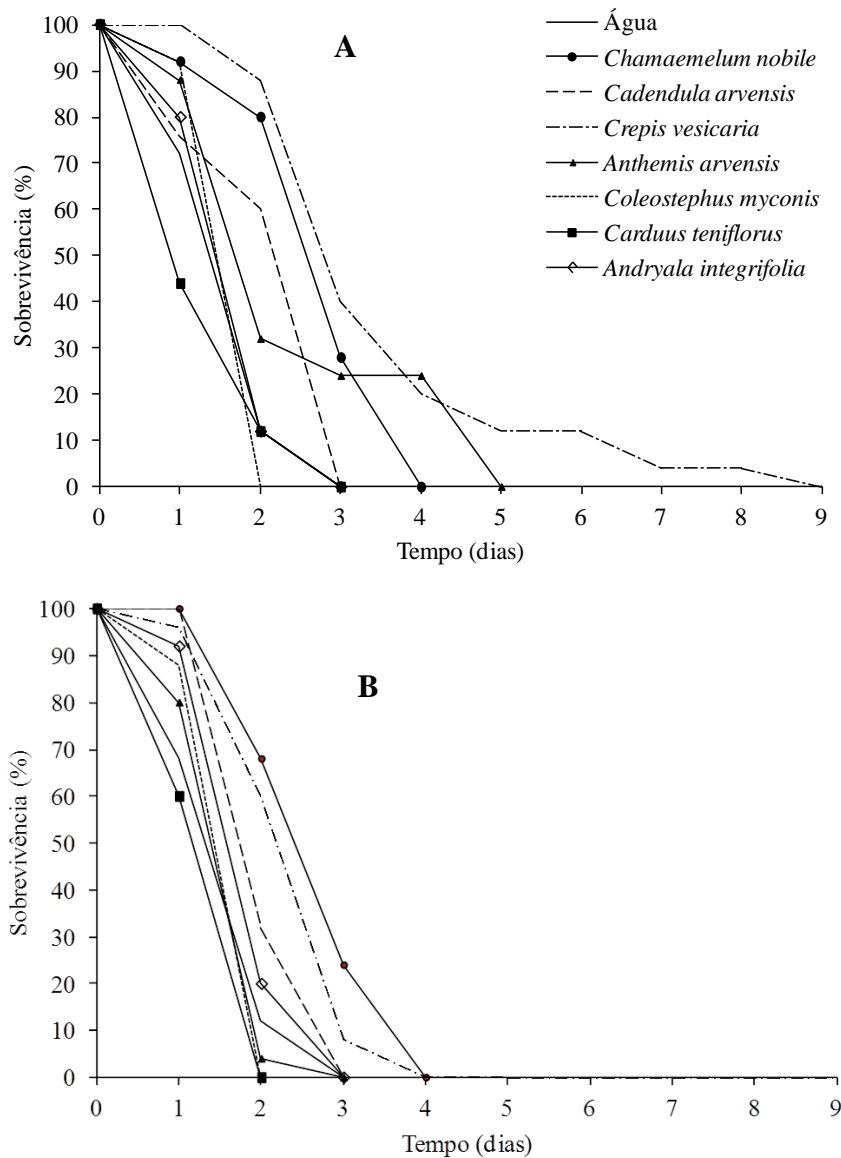 A
Água
Chamaemelum nobile
Cadendula arvensis
Crepis vesicaria
Anthemis arvensis
Coleostephus myconis
Carduus teniflorus
Andryala integrifolia
Sobrevivência (%)
100
90
80
70
60
50
40
30
20
10
0
0 1 2 3 4 5 6 7 8 9
Tempo (dias)
B
Sobrevivência (%)
100
90
80
70
60
50
40
30
20
10
0
0 1 2 3 4 5 6 7 8 9
Tempo (dias)